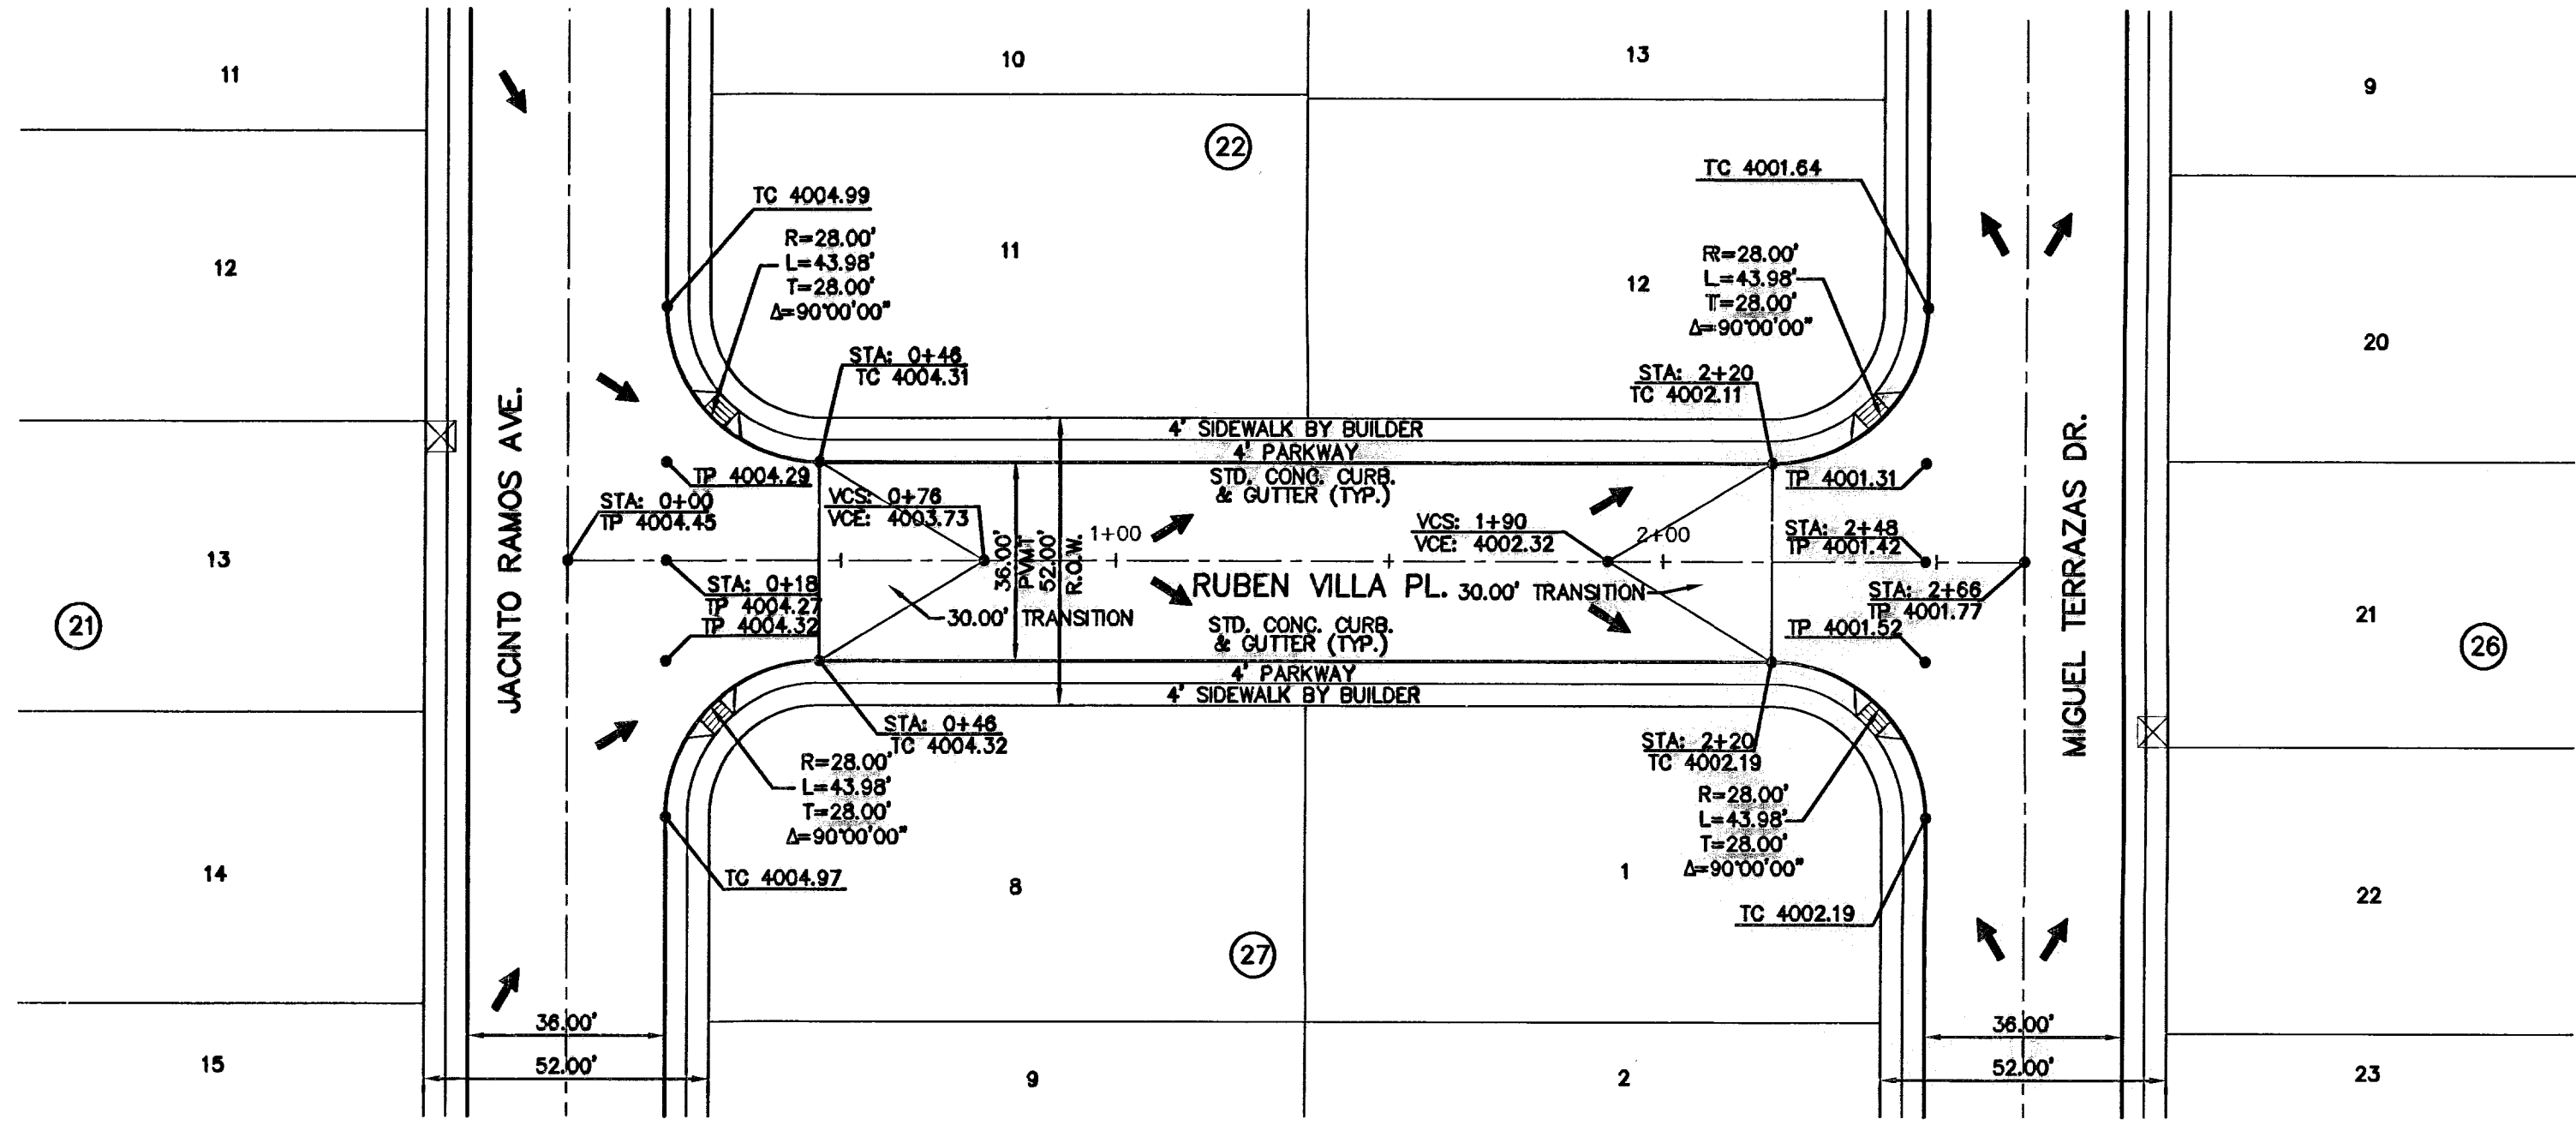 11
10
13
9
22
TC 4004.99
R=28.00'
L=43.98'
T=28.00'
Δ=90°00'00"
11
12
TC 4001.64
R=28.00'
L=43.98'
T=28.00'
Δ=90°00'00"
12
20
STA: 0+46
TC 4004.31
STA: 2+20
TC 4002.11
JACINTO RAMOS AVE.
4' SIDEWALK BY BUILDER
4' PARKWAY
STD. CONC. CURB.
& GUTTER (TYP.)
TP 4004.29
STA: 0+00
TP 4004.45
VCS: 0+76
VCE: 4003.73
36.00'
PVMT
52.00'
R.O.W.
1+00
VCS: 1+90
VCE: 4002.32
2+00
TP 4001.31
STA: 2+48
TP 4001.42
MIGUEL TERRAZAS DR.
13
21
STA: 0+18
TP 4004.27
TP 4004.32
30.00' TRANSITION
RUBEN VILLA PL.
30.00' TRANSITION
STA: 2+66
TP 4001.77
TP 4001.52
21
26
STD. CONC. CURB.
& GUTTER (TYP.)
4' PARKWAY
4' SIDEWALK BY BUILDER
STA: 0+46
TC 4004.32
R=28.00'
L=43.98'
T=28.00'
Δ=90°00'00"
STA: 2+20
TC 4002.19
R=28.00'
L=43.98'
T=28.00'
Δ=90°00'00"
14
TC 4004.97
8
1
TC 4002.19
22
27
36.00'
52.00'
36.00'
52.00'
15
9
2
23